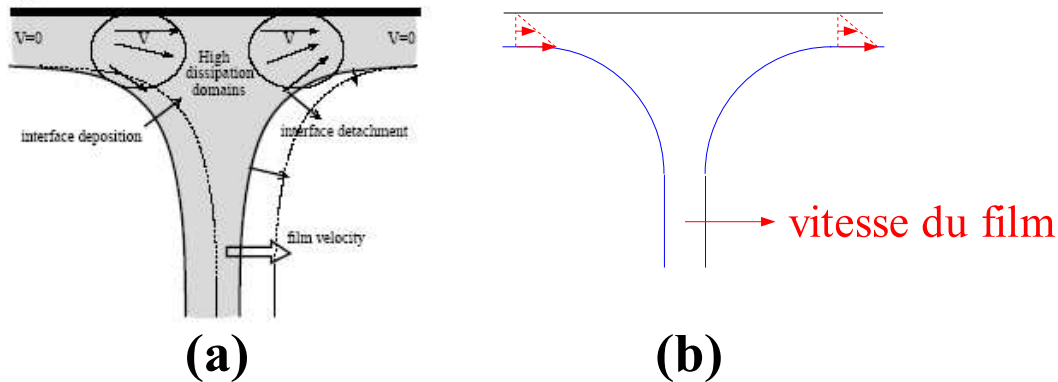 V=0
V
V
V=0
High
dissipation
domains
interface deposition
interface detachment
film velocity
vitesse du film
(a)
(b)